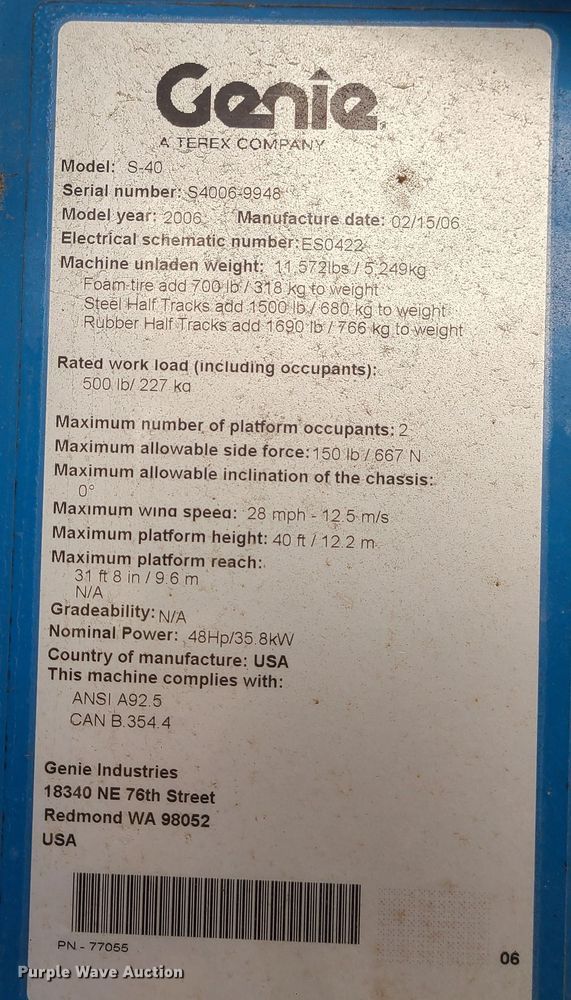 Genie
A TEREX COMPANY
Model: S-40
Serial number: S4006-9948
Model year: 2006 Manufacture date: 02/15/06
Electrical schematic number: ES0422
Machine unladen weight: 11,572lbs / 5,249kg
Foam tire add 700 lb / 318 kg to weight
Steel Half Tracks add 1500 lb / 680 kg to weight
Rubber Half Tracks add 1690 lb / 766 kg to weight
Rated work load (including occupants):
500 lb/ 227 kg
Maximum number of platform occupants: 2
Maximum allowable side force: 150 lb / 667 N
Maximum allowable inclination of the chassis:
0°
Maximum wind speed: 28 mph - 12.5 m/s
Maximum platform height: 40 ft / 12.2 m
Maximum platform reach:
31 ft 8 in / 9.6 m
N/A
Gradeability: N/A
Nominal Power: 48Hp/35.8kW
Country of manufacture: USA
This machine complies with:
ANSI A92.5
CAN B.354.4
Genie Industries
18340 NE 76th Street
Redmond WA 98052
USA
PN - 77055
06
Purple Wave Auction